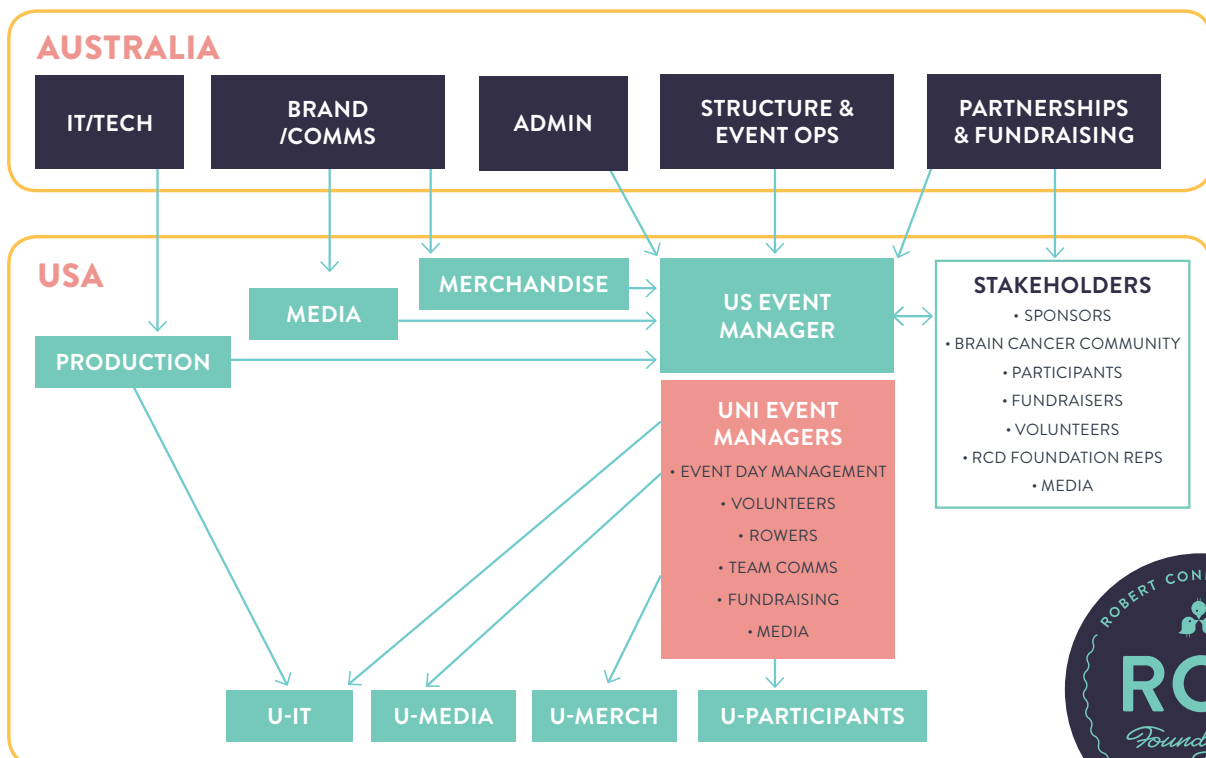 AUSTRALIA
IT/TECH
BRAND
/COMMS
ADMIN
STRUCTURE &
EVENT OPS
PARTNERSHIPS
& FUNDRAISING
USA
PRODUCTION
MEDIA
MERCHANDISE
US EVENT
MANAGER
STAKEHOLDERS
• SPONSORS
• BRAIN CANCER COMMUNITY
• PARTICIPANTS
• FUNDRAISERS
• VOLUNTEERS
• RCD FOUNDATION REPS
• MEDIA
UNI EVENT
MANAGERS
• EVENT DAY MANAGEMENT
• VOLUNTEERS
• ROWERS
• TEAM COMMS
• FUNDRAISING
• MEDIA
U-IT
U-MEDIA
U-MERCH
U-PARTICIPANTS
ROBERT